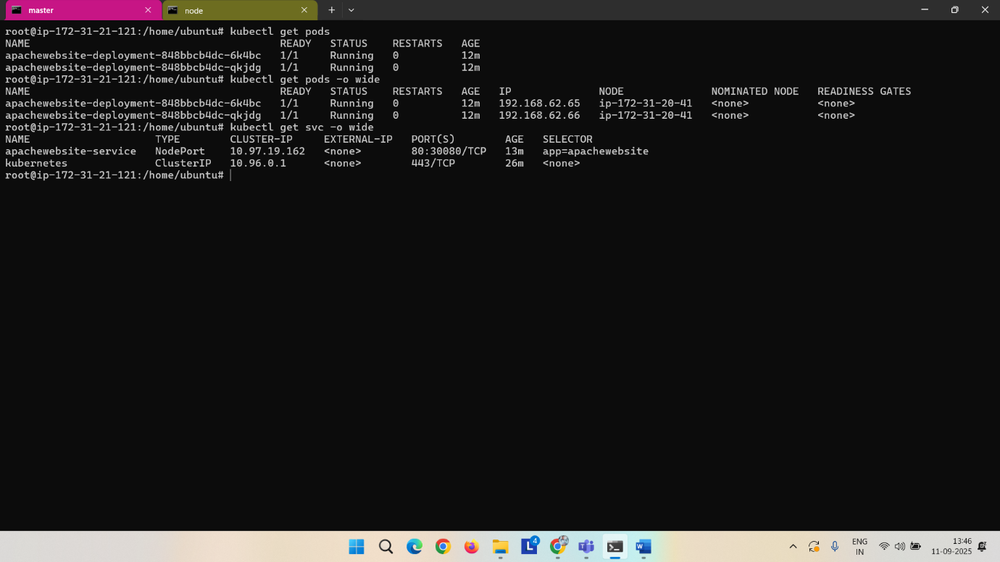 master
node
root@ip-172-31-21-121:/home/ubuntu# kubectl get pods
NAME READY STATUS RESTARTS AGE
apachewebsite-deployment-848bbcb4dc-6k4bc 1/1 Running 0 12m
apachewebsite-deployment-848bbcb4dc-qkjdg 1/1 Running 0 12m
root@ip-172-31-21-121:/home/ubuntu# kubectl get pods -o wide
NAME READY STATUS RESTARTS AGE IP NODE NOMINATED NODE READINESS GATES
apachewebsite-deployment-848bbcb4dc-6k4bc 1/1 Running 0 12m 192.168.62.65 ip-172-31-20-41 <none> <none>
apachewebsite-deployment-848bbcb4dc-qkjdg 1/1 Running 0 12m 192.168.62.66 ip-172-31-20-41 <none> <none>
root@ip-172-31-21-121:/home/ubuntu# kubectl get svc -o wide
NAME TYPE CLUSTER-IP EXTERNAL-IP PORT(S) AGE SELECTOR
apachewebsite-service NodePort 10.97.19.162 <none> 80:30080/TCP 13m app=apachewebsite
kubernetes ClusterIP 10.96.0.1 <none> 443/TCP 26m <none>
root@ip-172-31-21-121:/home/ubuntu#
L 4
ENG
IN
13:46
11-09-2025